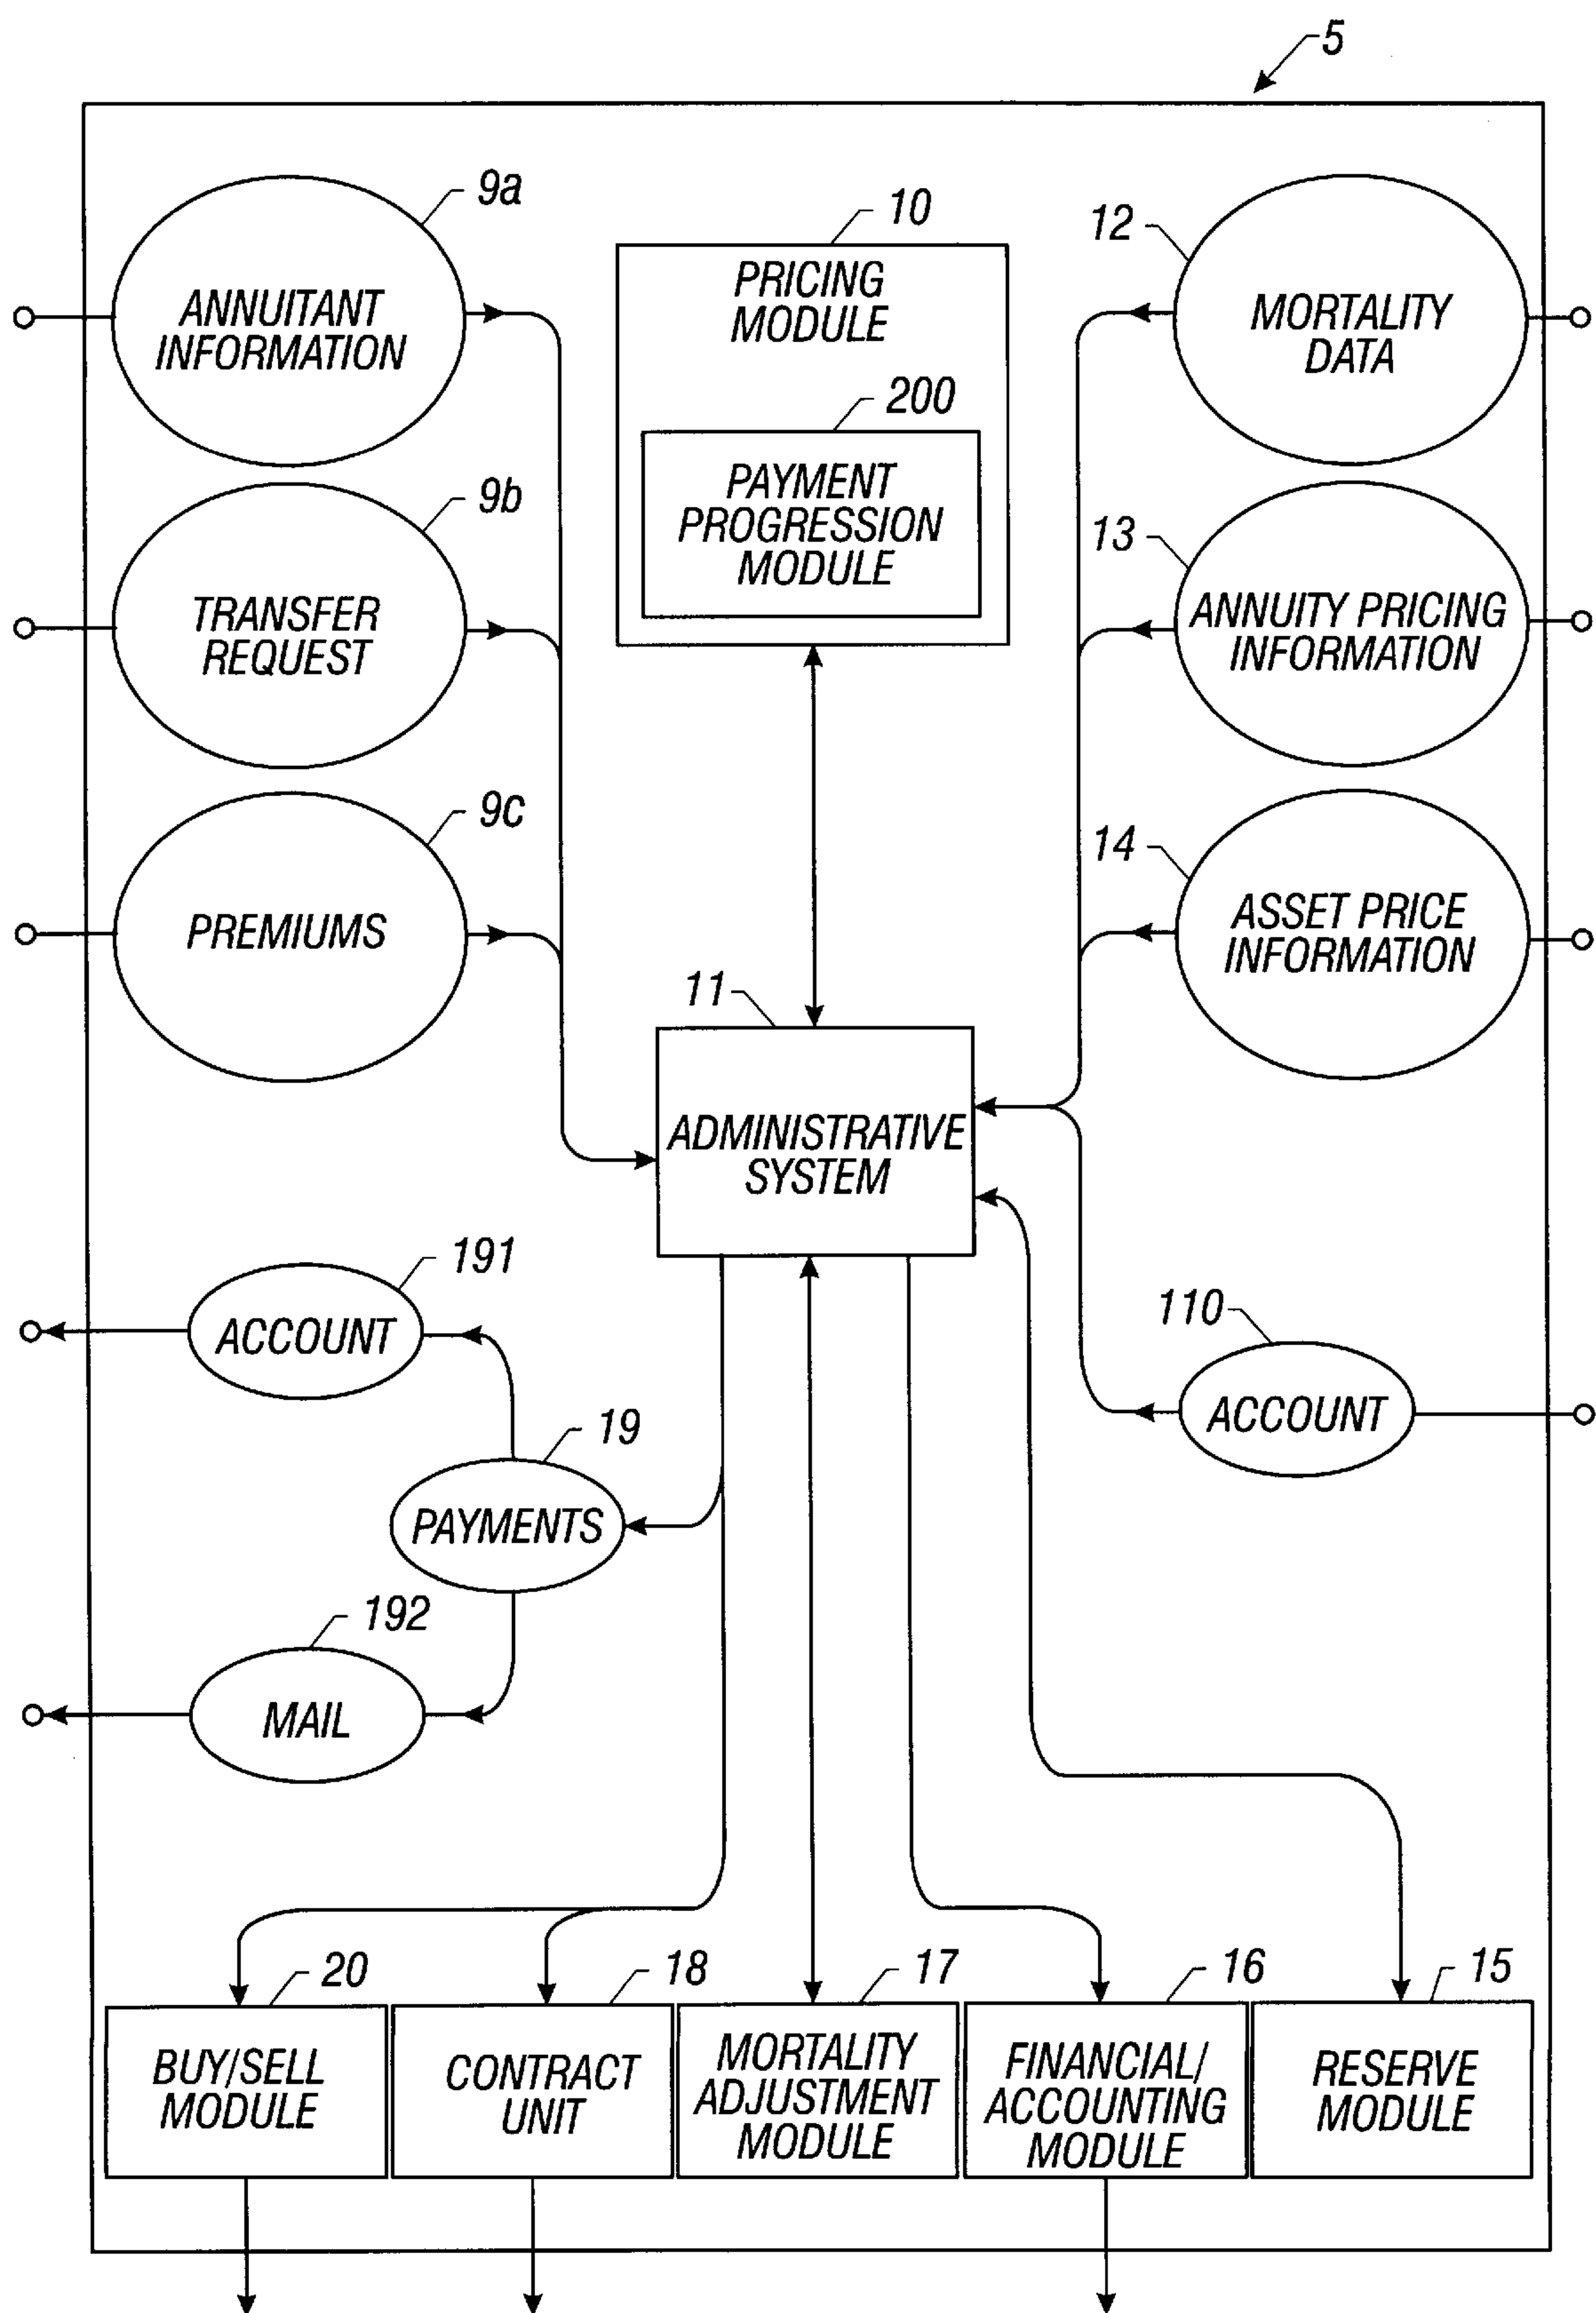 5
9a
ANNUITANT
INFORMATION
10
PRICING
MODULE
200
PAYMENT
PROGRESSION
MODULE
12
MORTALITY
DATA
9b
TRANSFER
REQUEST
13
ANNUITY PRICING
INFORMATION
9c
PREMIUMS
14
ASSET PRICE
INFORMATION
11
ADMINISTRATIVE
SYSTEM
191
ACCOUNT
110
ACCOUNT
19
PAYMENTS
192
MAIL
20
BUY/SELL
MODULE
18
CONTRACT
UNIT
17
MORTALITY
ADJUSTMENT
MODULE
16
FINANCIAL/
ACCOUNTING
MODULE
15
RESERVE
MODULE